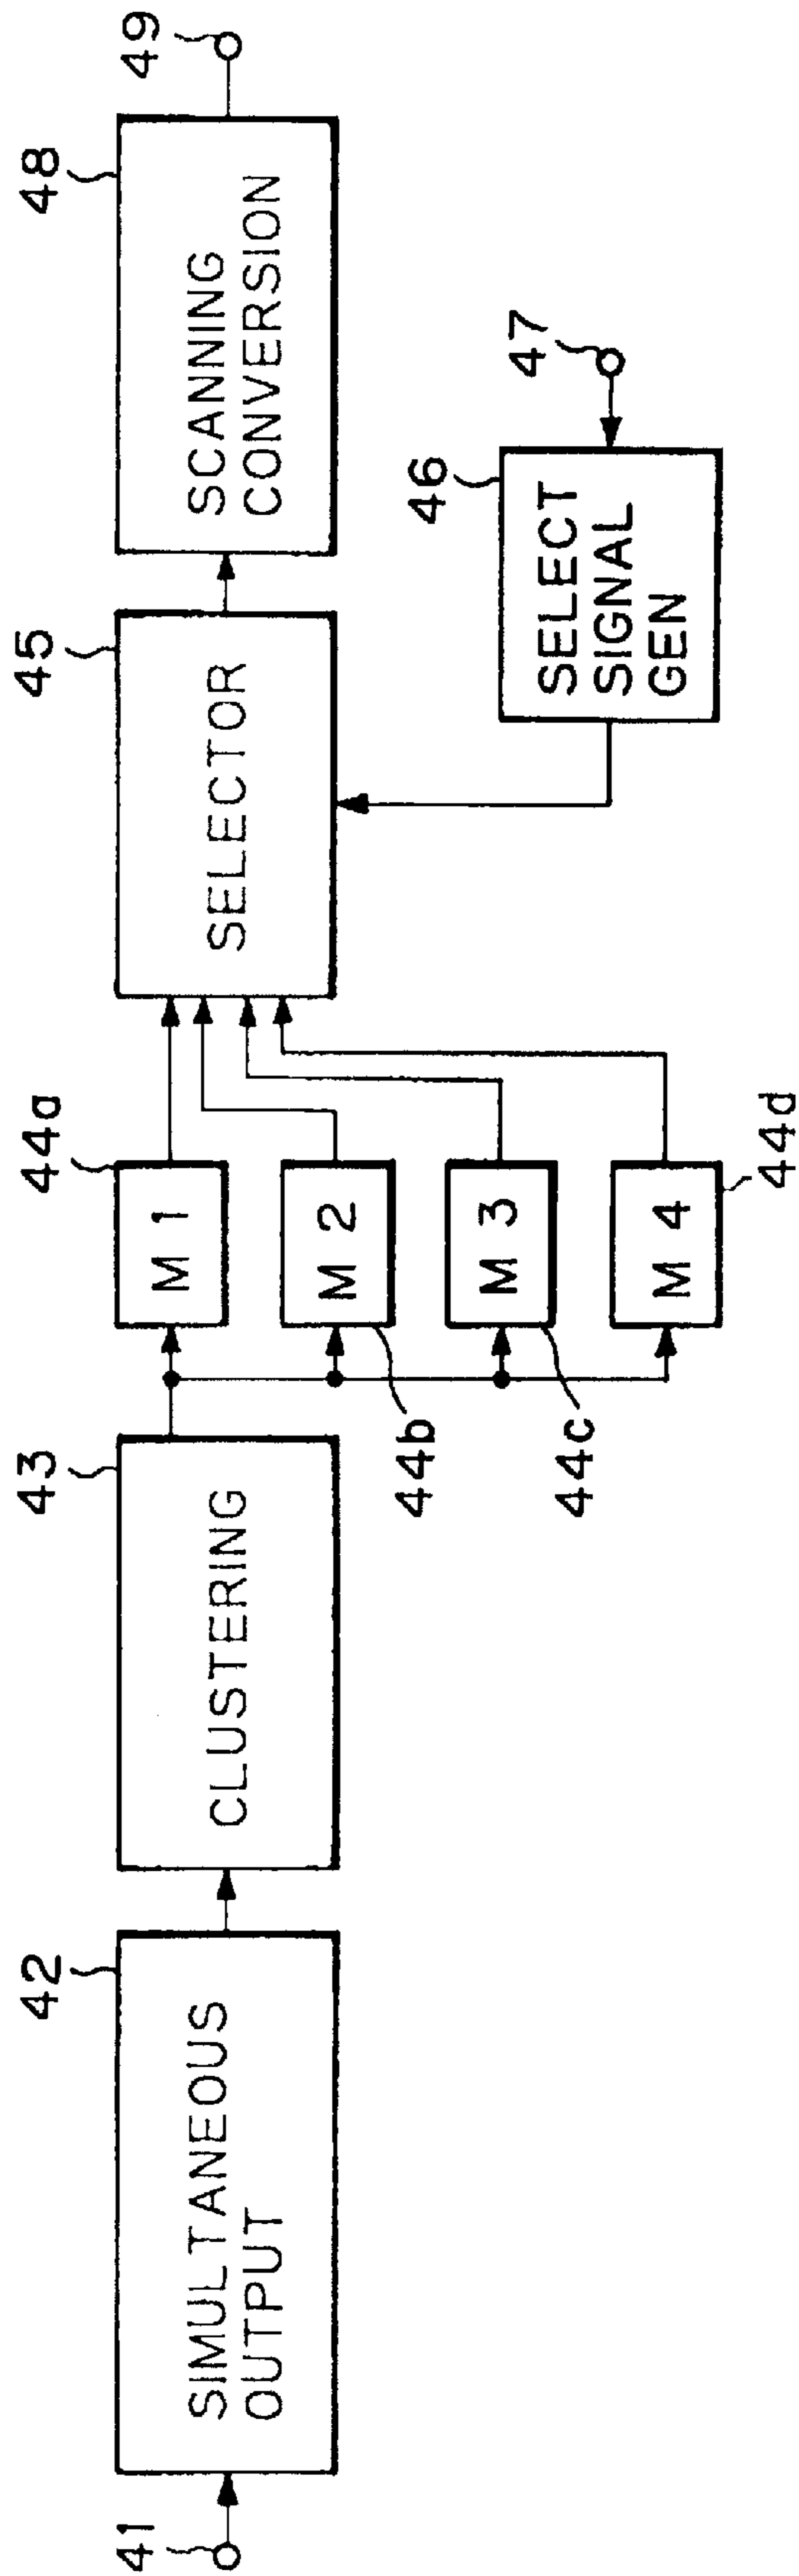 41
42
SIMULTANEOUS
OUTPUT
43
CLUSTERING
44a
M 1
M 2
44b
M 3
44c
M 4
44d
45
SELECTOR
46
SELECT
SIGNAL
GEN
47
48
SCANNING
CONVERSION
49